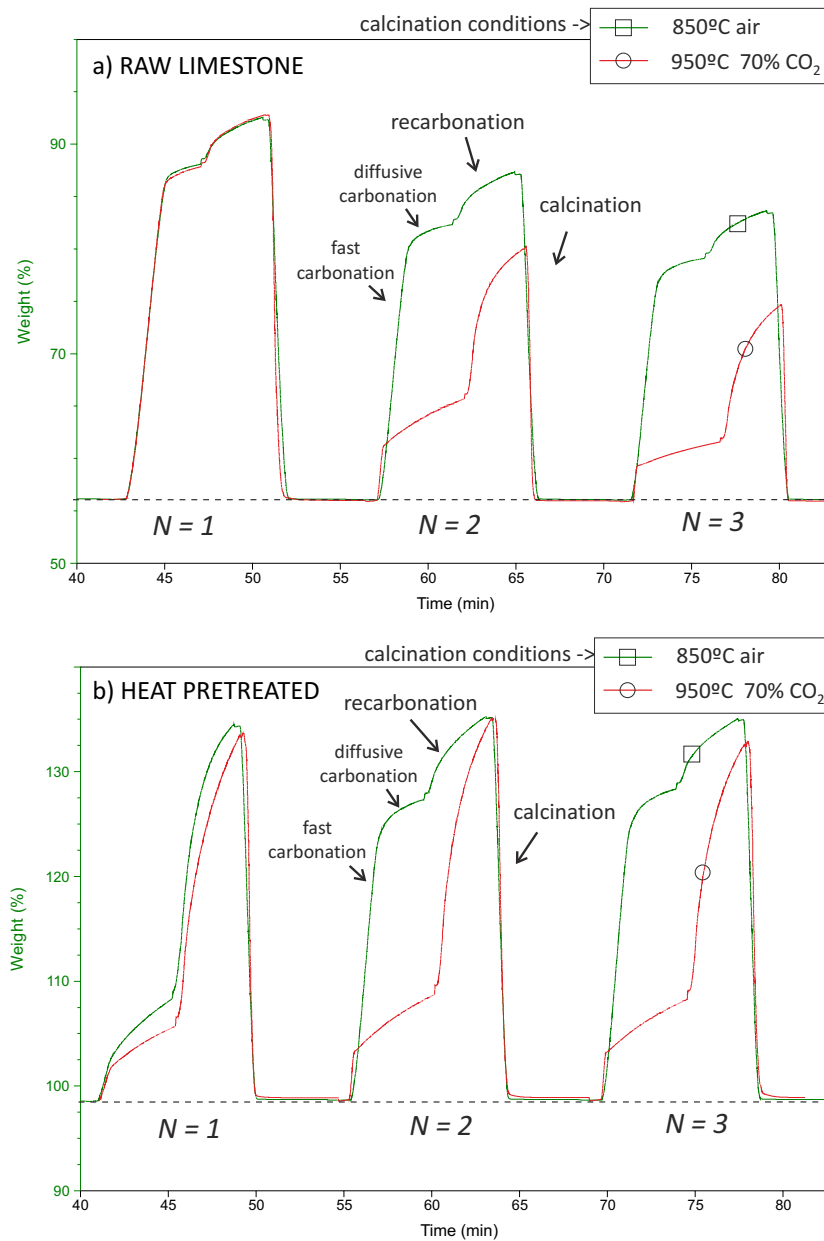 calcination conditions ->
850ºC air
950ºC 70% CO₂
a) RAW LIMESTONE
90
recarbonation
diffusive
carbonation
calcination
fast
carbonation
Weight (%)
70
N = 1
N = 2
N = 3
50
40
45
50
55
60
65
70
75
80
Time (min)
calcination conditions ->
850ºC air
950ºC 70% CO₂
b) HEAT PRETREATED
recarbonation
130
diffusive
carbonation
fast
carbonation
calcination
120
Weight (%)
110
100
N = 1
N = 2
N = 3
90
40
45
50
55
60
65
70
75
80
Time (min)